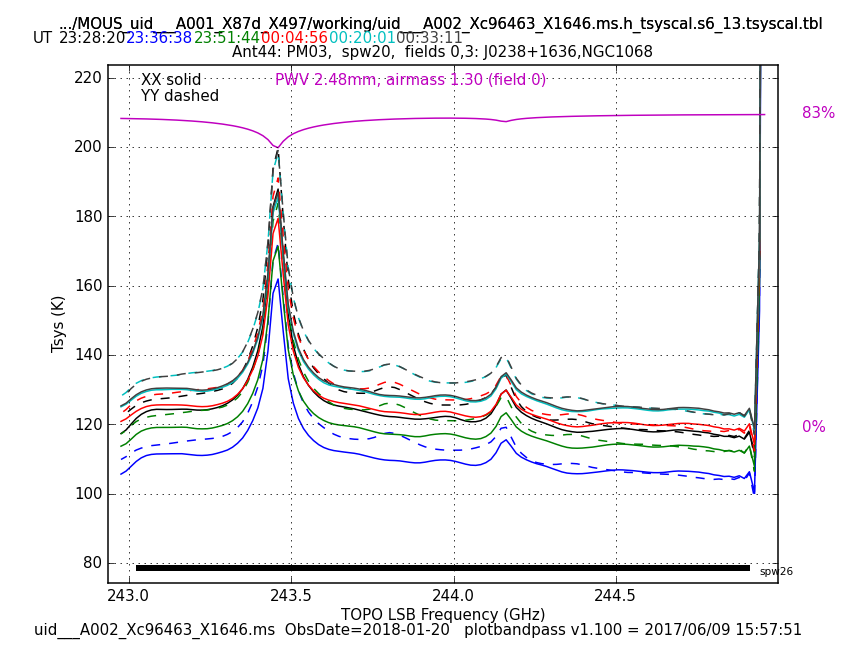 .../MOUS_uid___A001_X87d_X497/working/uid___A002_Xc96463_X1646.ms.h_tsyscal.s6_13.tsyscal.tbl
UT 23:28:20 23:36:38 23:51:44 00:04:56 00:20:01 00:33:11
Ant44: PM03, spw20, fields 0,3: J0238+1636,NGC1068
XX solid
YY dashed
PWV 2.48mm, airmass 1.30 (field 0)
83%
0%
220
200
180
160
140
120
100
80
Tsys (K)
spw26
243.0 243.5 244.0 244.5
TOPO LSB Frequency (GHz)
uid___A002_Xc96463_X1646.ms ObsDate=2018-01-20 plotbandpass v1.100 = 2017/06/09 15:57:51